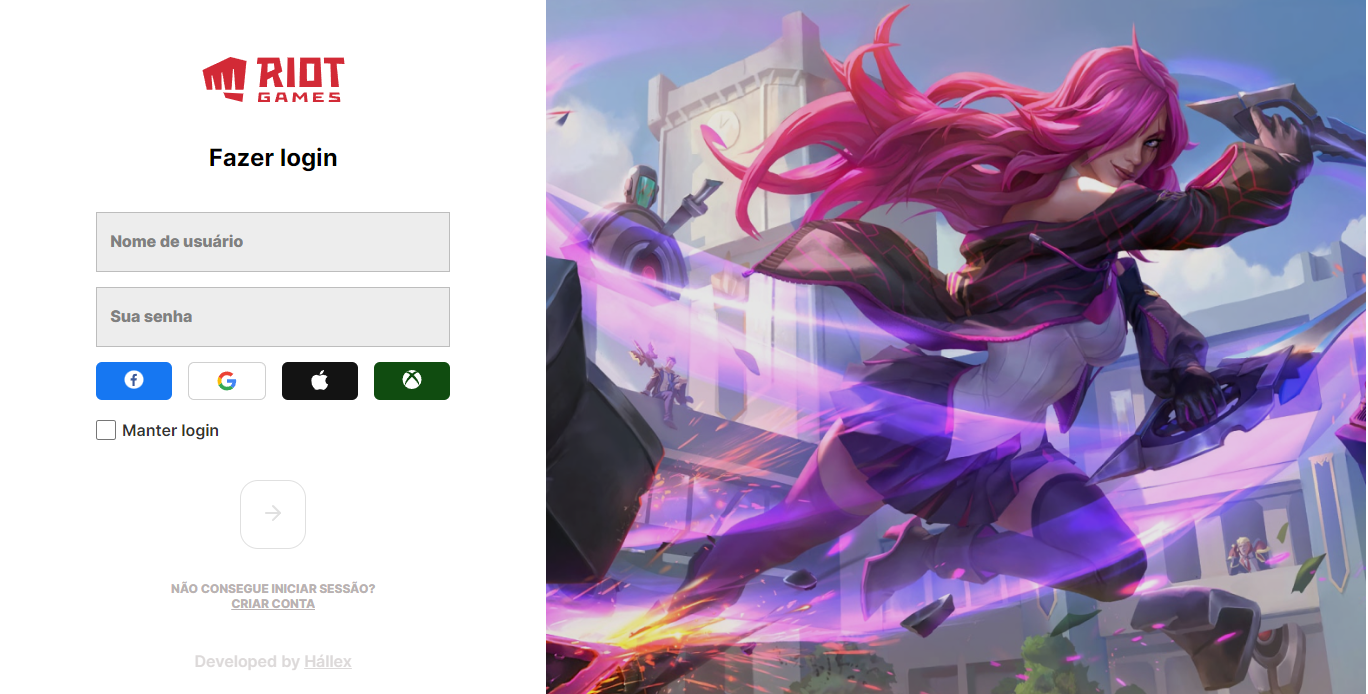 RIOT
GAMES
Fazer login
Nome de usuário
Sua senha
Manter login
NÃO CONSEGUE INICIAR SESSÃO?
CRIAR CONTA
Developed by Hállex